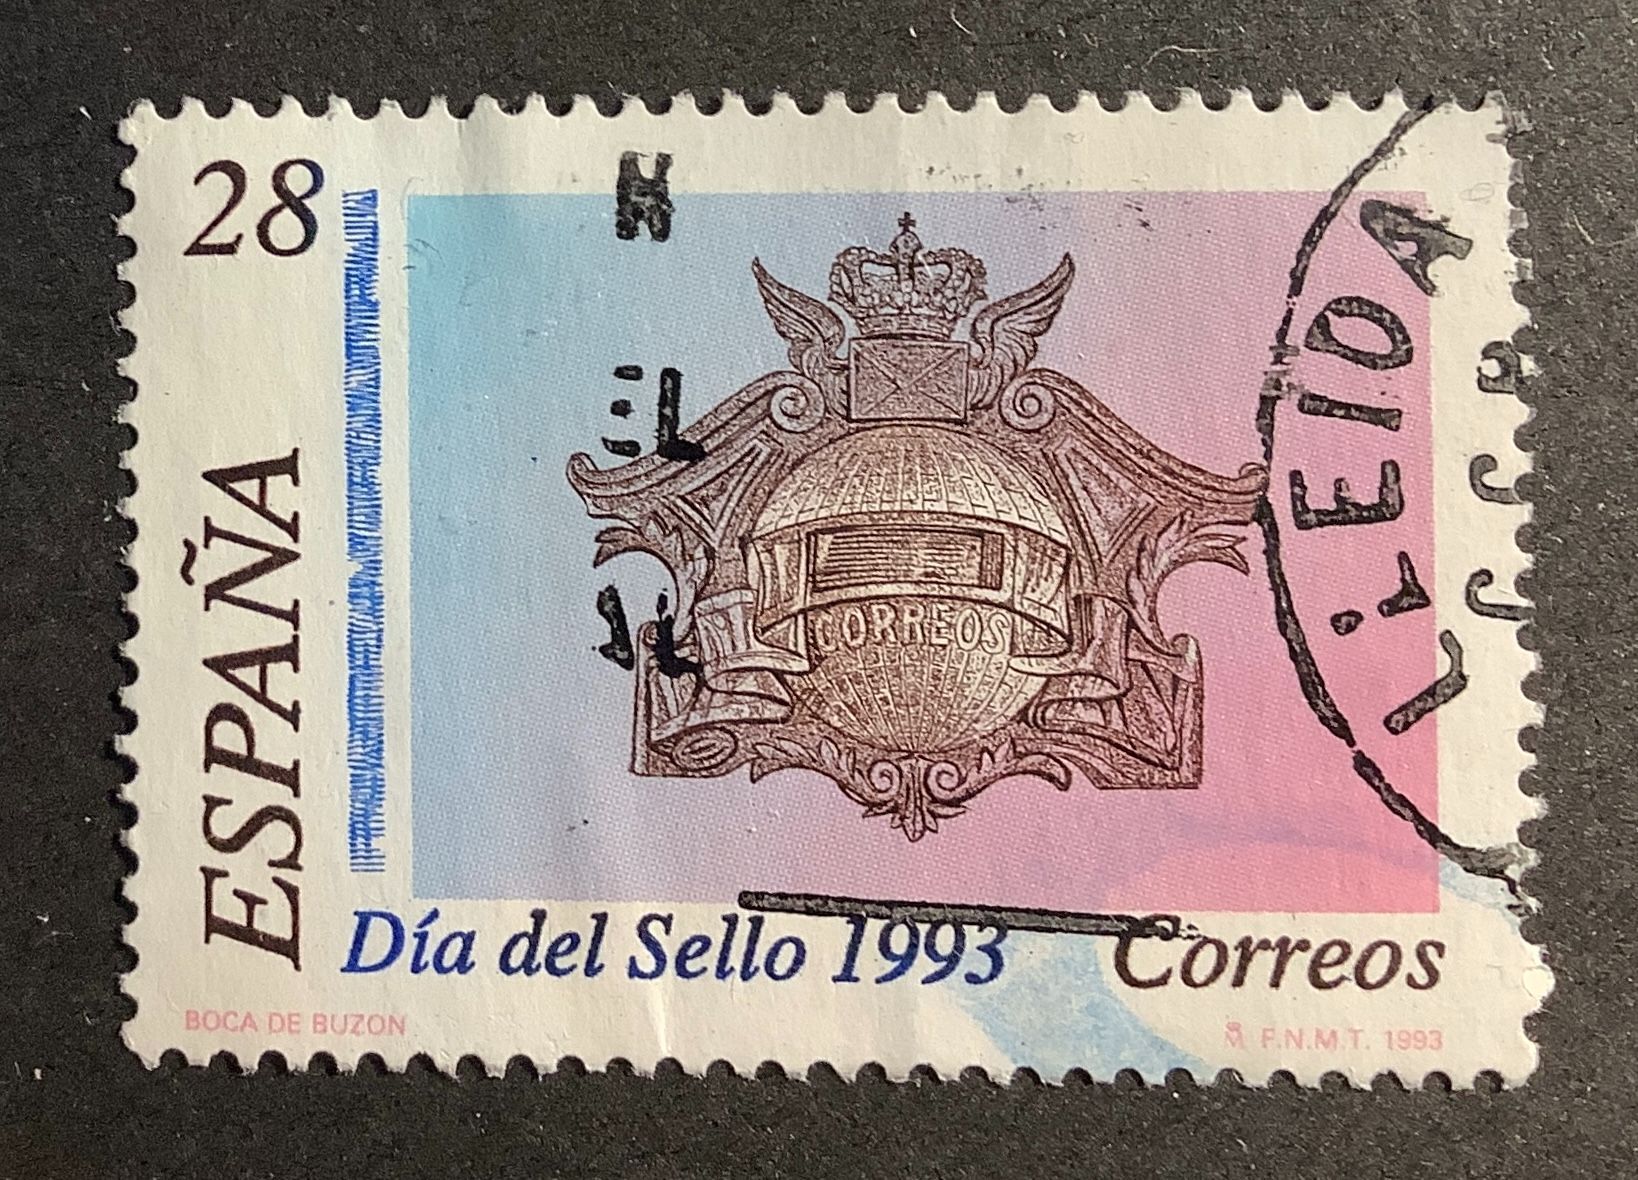 28
ESPAÑA
CORREOS
LLEIDA
Día del Sello 1993
Correos
BOCA DE BUZON
F.N.M.T. 1993